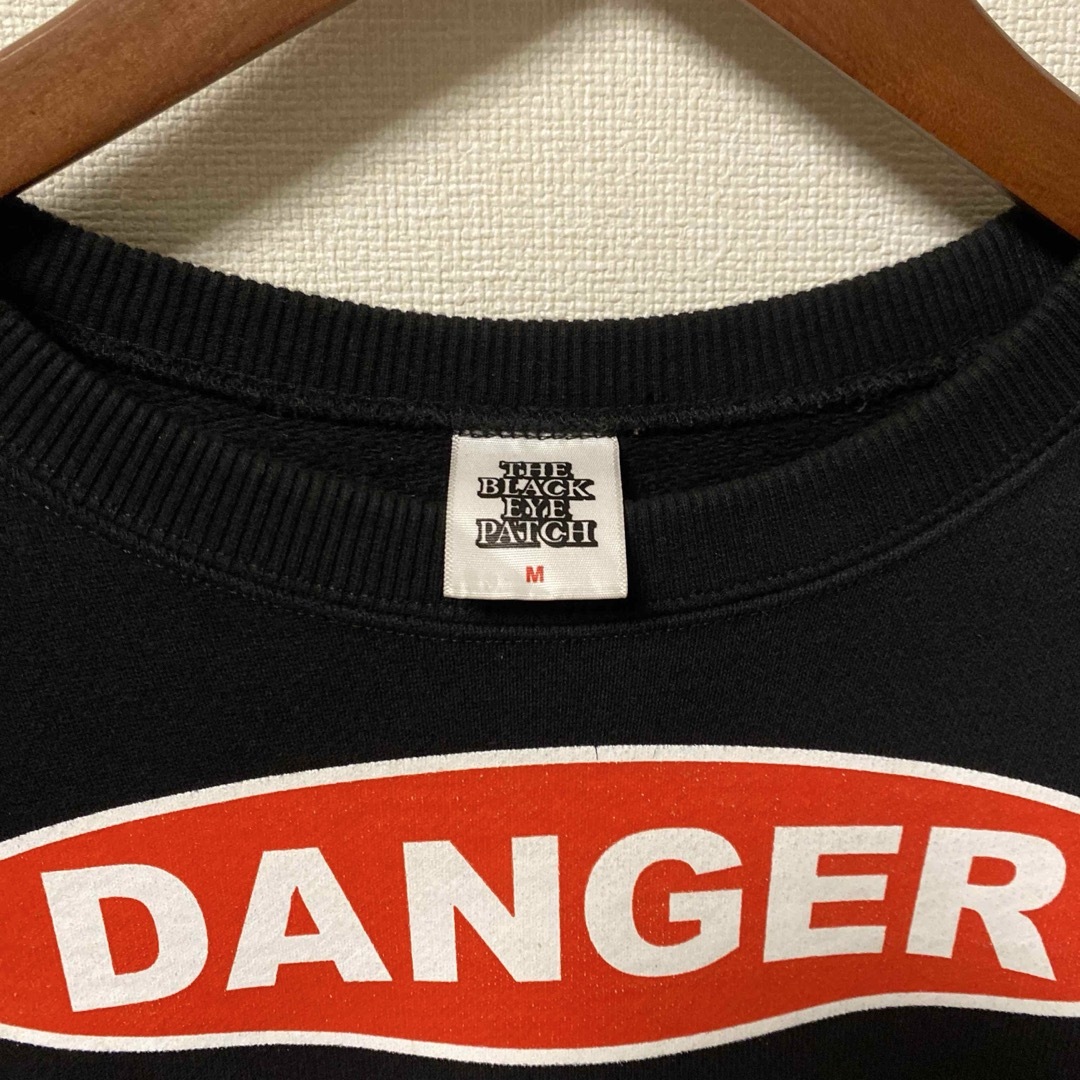 THE
BLACK
EYE
PATCH
M
DANGER